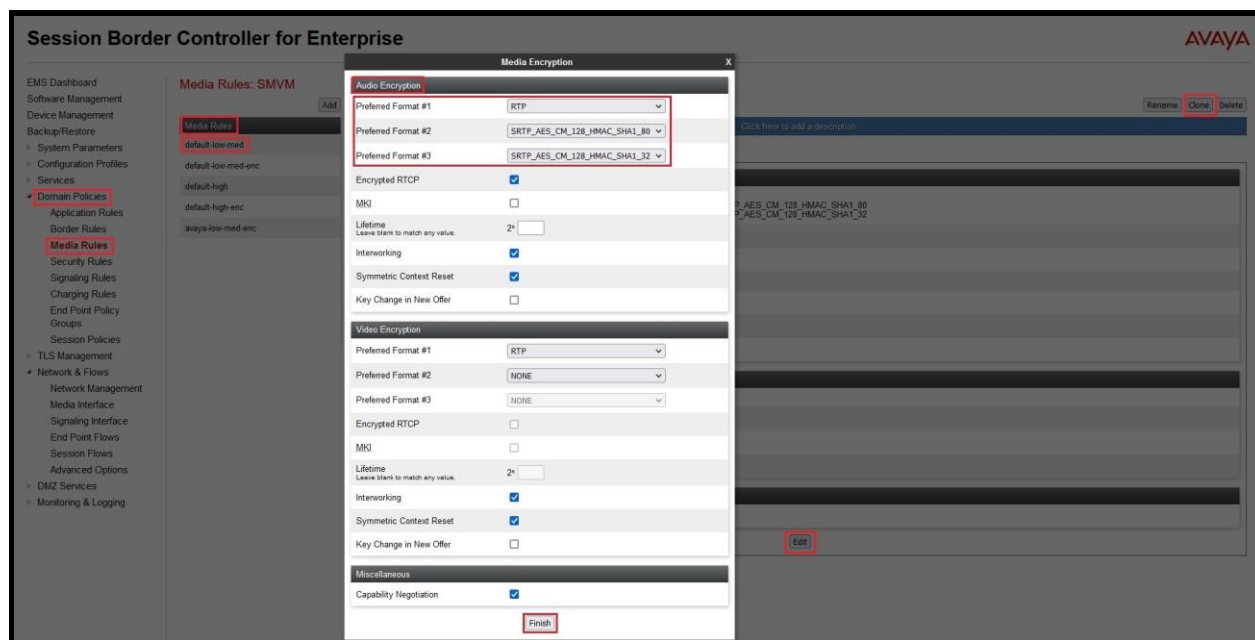 Session Border Controller for Enterprise
AVAYA
EMS Dashboard
Software Management
Device Management
Backup/Restore
System Parameters
Configuration Profiles
Services
Domain Policies
Application Rules
Border Rules
Media Rules
Security Rules
Signaling Rules
Charging Rules
End Point Policy
Groups
Session Policies
TLS Management
Network & Flows
Network Management
Media Interface
Signaling Interface
End Point Flows
Session Flows
Advanced Options
DMZ Services
Monitoring & Logging
Media Rules: SMVM
Add
Rename Clone Delete
Media Rules
default-low-med
default-low-med-enc
default-high
default-high-enc
avaya-low-med-enc
Click here to add a description.
Media Encryption X
Audio Encryption
Preferred Format #1 RTP
Preferred Format #2 SRTP_AES_CM_128_HMAC_SHA1_80
Preferred Format #3 SRTP_AES_CM_128_HMAC_SHA1_32
Encrypted RTCP
MKI
Lifetime 2^
Leave blank to match any value.
Interworking
Symmetric Context Reset
Key Change in New Offer
Video Encryption
Preferred Format #1 RTP
Preferred Format #2 NONE
Preferred Format #3 NONE
Encrypted RTCP
MKI
Lifetime 2^
Leave blank to match any value.
Interworking
Symmetric Context Reset
Key Change in New Offer
Miscellaneous
Capability Negotiation
Finish
P_AES_CM_128_HMAC_SHA1_80
P_AES_CM_128_HMAC_SHA1_32
Edit